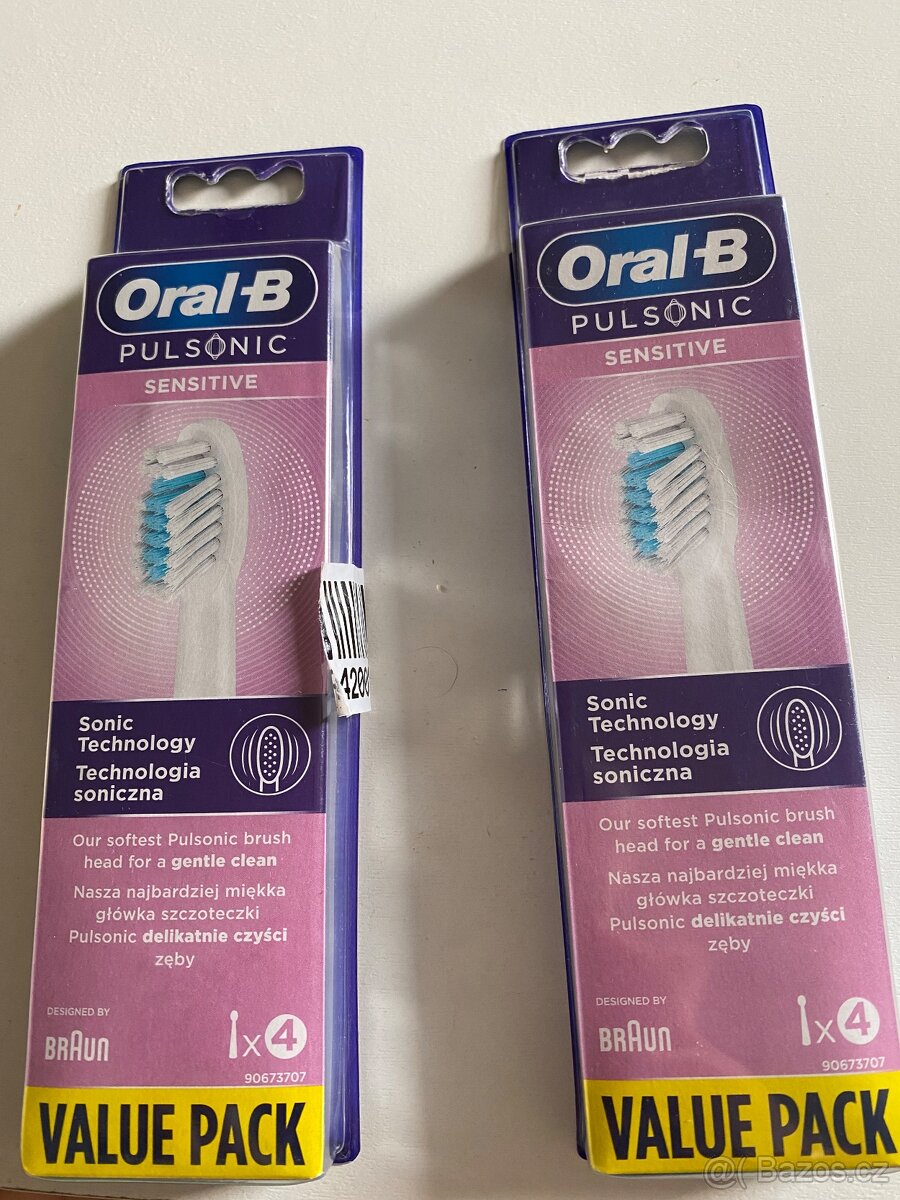 Oral-B
PULSONIC
SENSITIVE
Sonic
Technology
Technologia
soniczna
Our softest Pulsonic brush
head for a gentle clean
Nasza najbardziej miękka
główka szczoteczki
Pulsonic delikatnie czyści
zęby
DESIGNED BY
BRAUN
x4
90673707
VALUE PACK
4200
Oral-B
PULSONIC
SENSITIVE
Sonic
Technology
Technologia
soniczna
Our softest Pulsonic brush
head for a gentle clean
Nasza najbardziej miękka
główka szczoteczki
Pulsonic delikatnie czyści
zęby
DESIGNED BY
BRAUN
x4
90673707
VALUE PACK
@( Bazos.cz